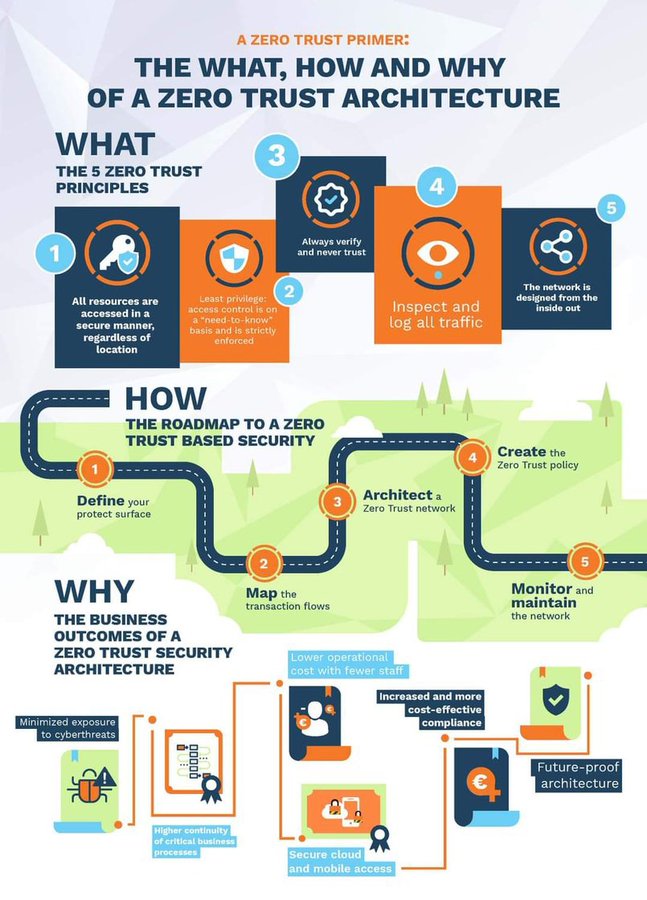 A ZERO TRUST PRIMER:
THE WHAT, HOW AND WHY
OF A ZERO TRUST ARCHITECTURE
WHAT
THE 5 ZERO TRUST
PRINCIPLES
1
All resources are
accessed in a
secure manner,
regardless of
location
2
Least privilege:
access control is on
a "need-to-know"
basis and is strictly
enforced
3
Always verify
and never trust
4
Inspect and
log all traffic
5
The network is
designed from the
inside out
HOW
THE ROADMAP TO A ZERO
TRUST BASED SECURITY
1
Define your
protect surface
2
Map the
transaction flows
3
Architect a
Zero Trust network
4
Create the
Zero Trust policy
5
Monitor and
maintain
the network
WHY
THE BUSINESS
OUTCOMES OF A
ZERO TRUST SECURITY
ARCHITECTURE
Minimized exposure
to cyberthreats
Higher continuity
of critical business
processes
Lower operational
cost with fewer staff
€
€
Secure cloud
and mobile access
Increased and more
cost-effective
compliance
€
Future-proof
architecture